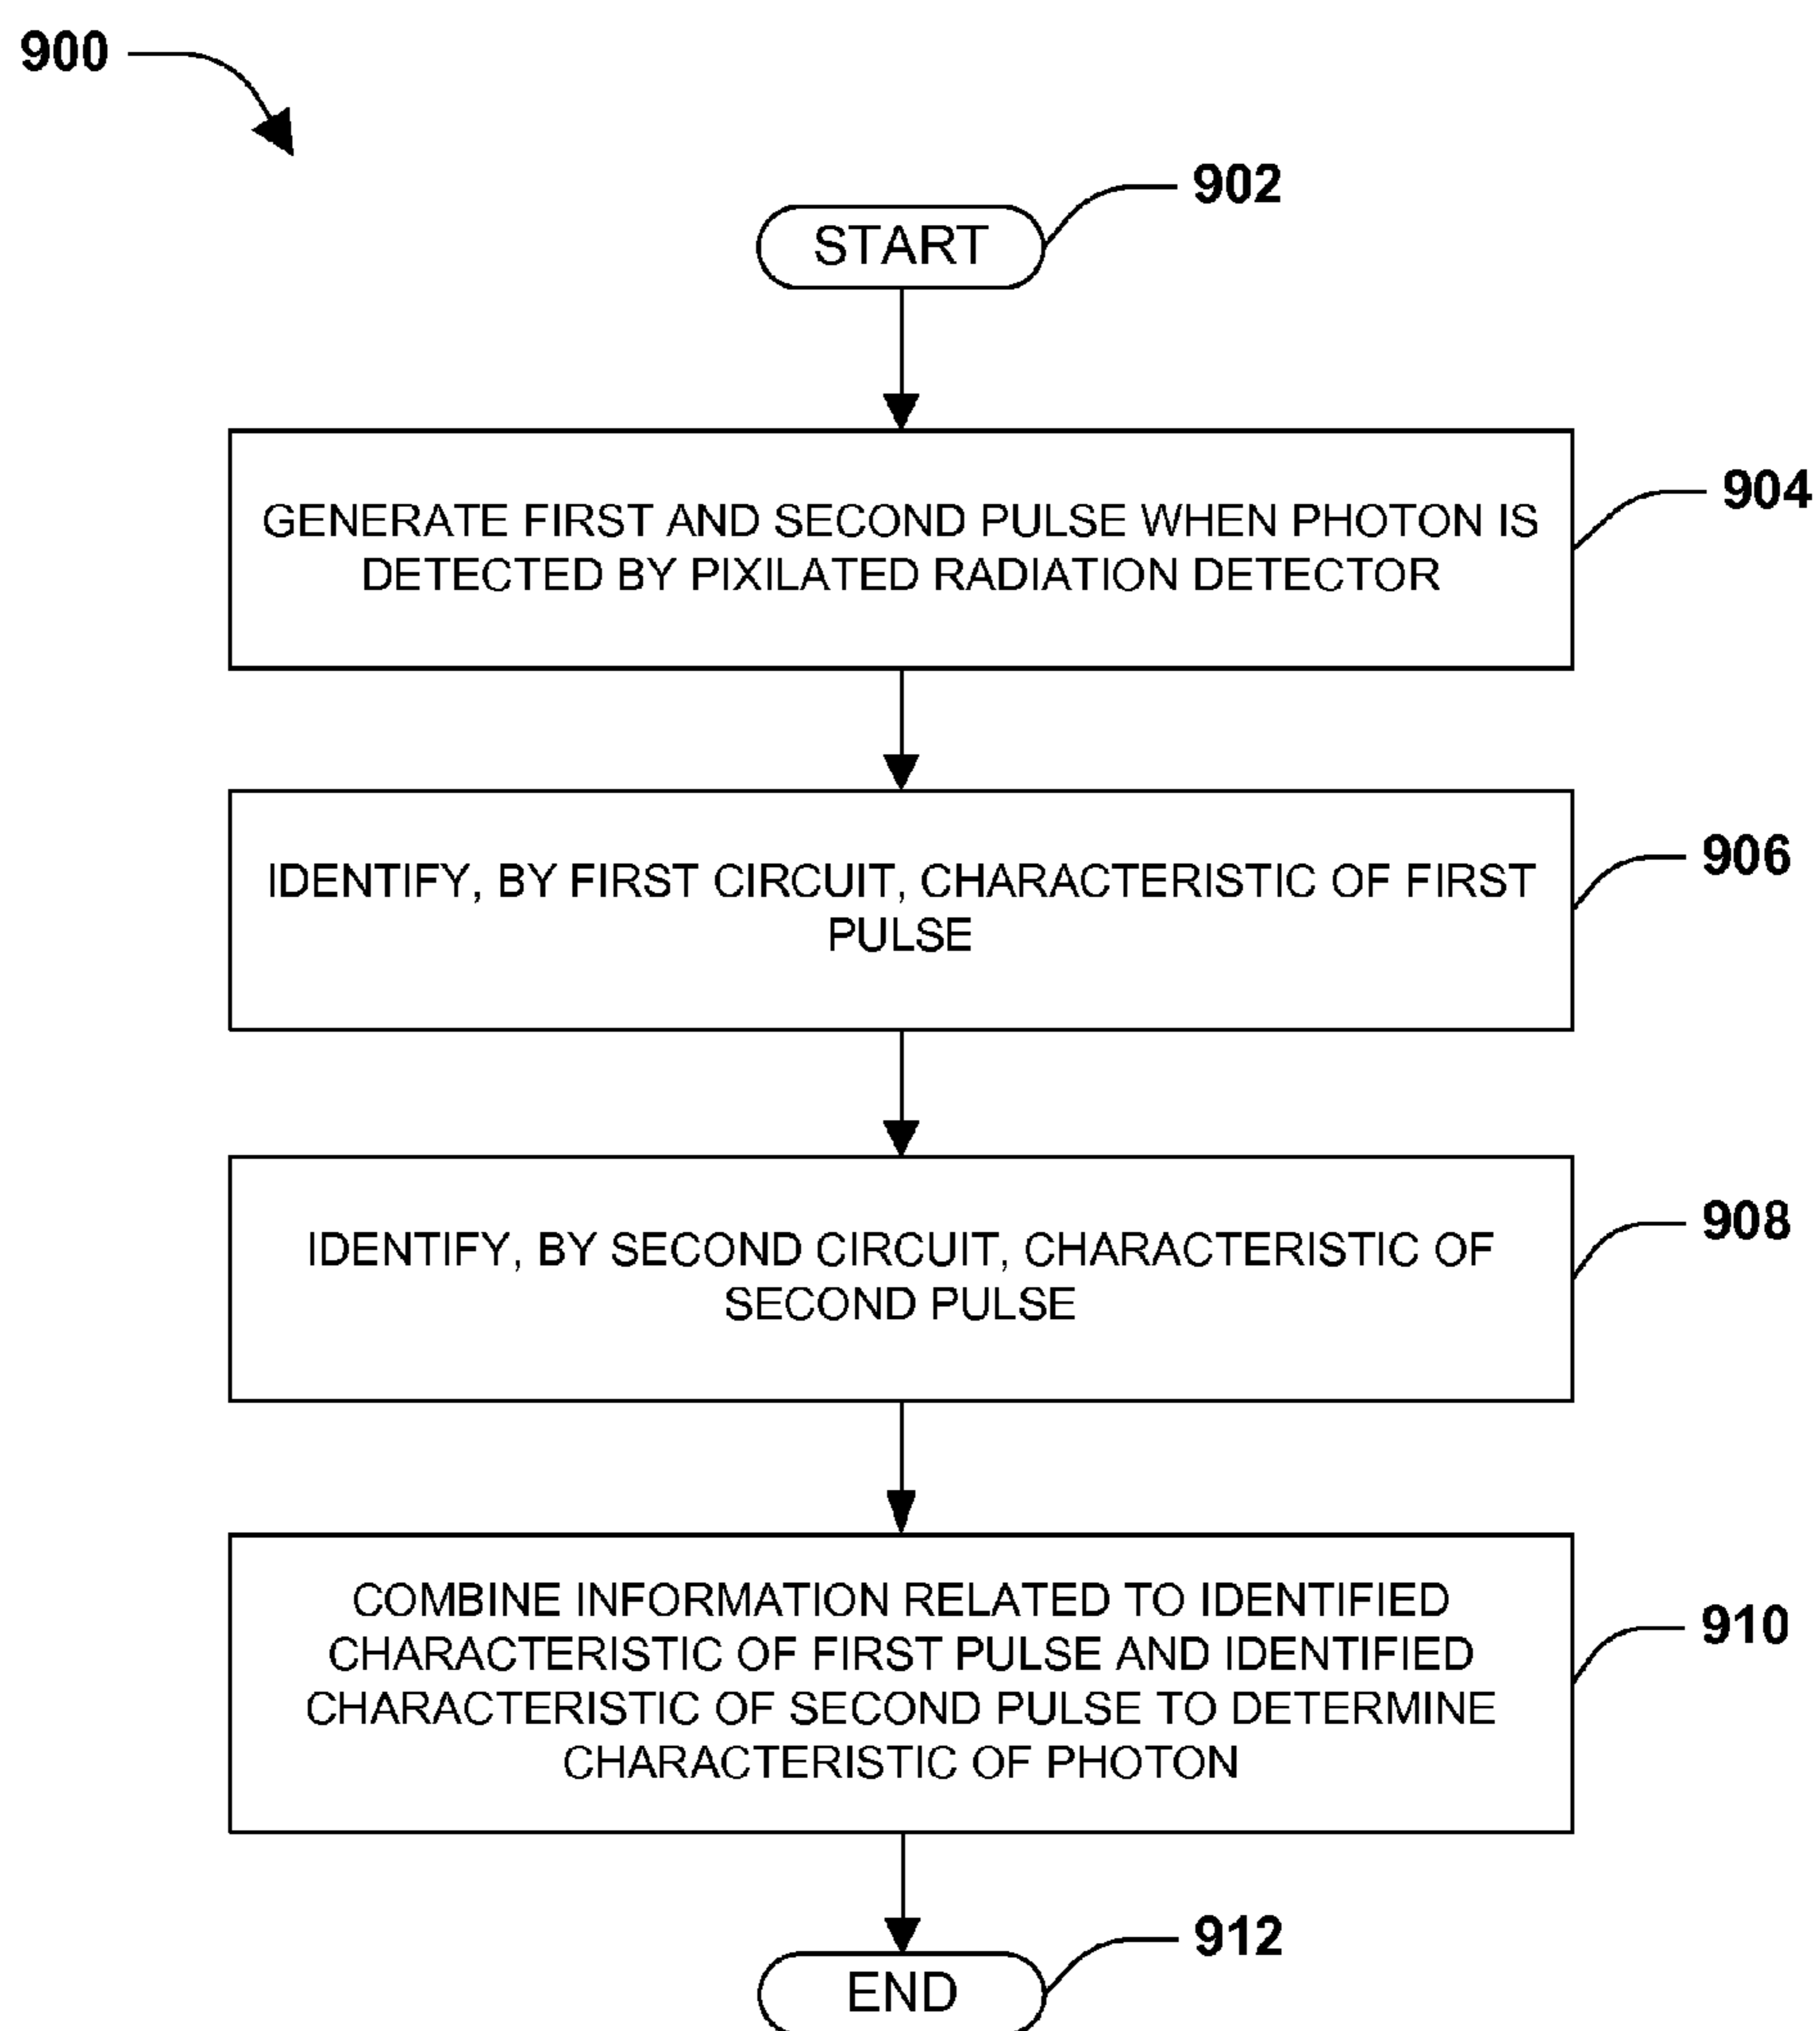 900
902
START
904
GENERATE FIRST AND SECOND PULSE WHEN PHOTON IS
DETECTED BY PIXILATED RADIATION DETECTOR
906
IDENTIFY, BY FIRST CIRCUIT, CHARACTERISTIC OF FIRST
PULSE
908
IDENTIFY, BY SECOND CIRCUIT, CHARACTERISTIC OF
SECOND PULSE
910
COMBINE INFORMATION RELATED TO IDENTIFIED
CHARACTERISTIC OF FIRST PULSE AND IDENTIFIED
CHARACTERISTIC OF SECOND PULSE TO DETERMINE
CHARACTERISTIC OF PHOTON
912
END